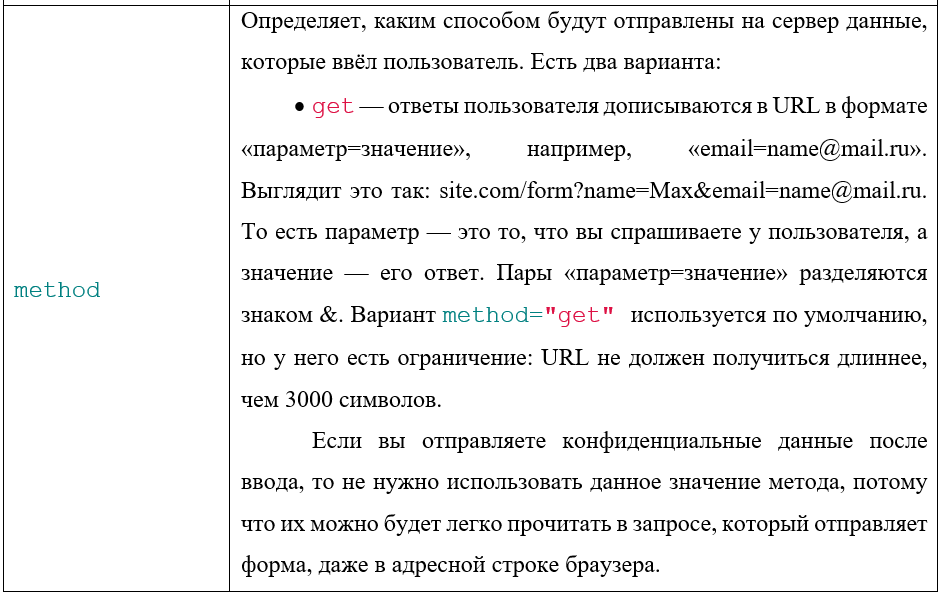 Определяет, каким способом будут отправлены на сервер данные,
которые ввёл пользователь. Есть два варианта:
• get — ответы пользователя дописываются в URL в формате
«параметр=значение», например, «email=name@mail.ru».
Выглядит это так: site.com/form?name=Max&email=name@mail.ru.
То есть параметр — это то, что вы спрашиваете у пользователя, а
значение — его ответ. Пары «параметр=значение» разделяются
method
знаком &. Вариант method="get" используется по умолчанию,
но у него есть ограничение: URL не должен получиться длиннее,
чем 3000 символов.
Если вы отправляете конфиденциальные данные после
ввода, то не нужно использовать данное значение метода, потому
что их можно будет легко прочитать в запросе, который отправляет
форма, даже в адресной строке браузера.